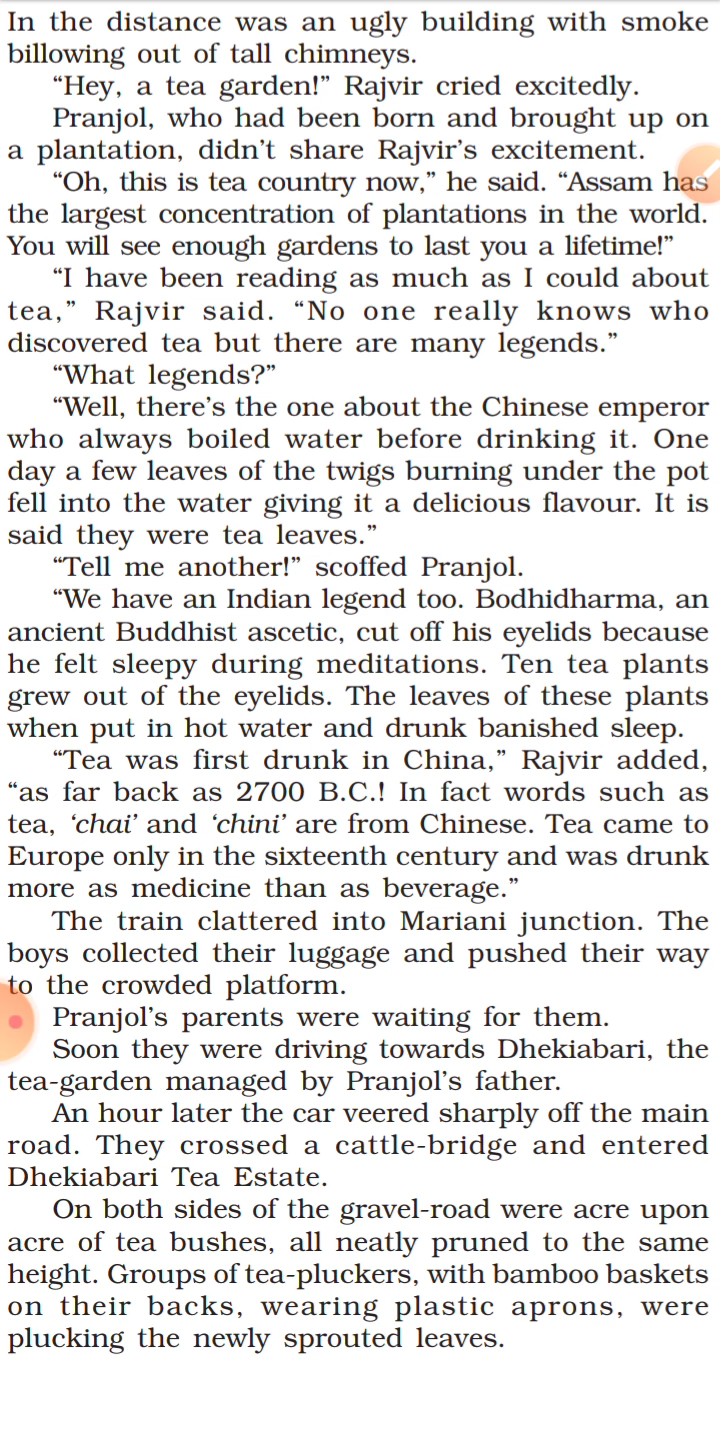 In the distance was an ugly building with smoke
billowing out of tall chimneys.
“Hey, a tea garden!” Rajvir cried excitedly.
Pranjol, who had been born and brought up on
a plantation, didn’t share Rajvir’s excitement.
“Oh, this is tea country now,” he said. “Assam has
the largest concentration of plantations in the world.
You will see enough gardens to last you a lifetime!”
“I have been reading as much as I could about
tea,” Rajvir said. “No one really knows who
discovered tea but there are many legends.”
“What legends?”
“Well, there’s the one about the Chinese emperor
who always boiled water before drinking it. One
day a few leaves of the twigs burning under the pot
fell into the water giving it a delicious flavour. It is
said they were tea leaves.”
“Tell me another!” scoffed Pranjol.
“We have an Indian legend too. Bodhidharma, an
ancient Buddhist ascetic, cut off his eyelids because
he felt sleepy during meditations. Ten tea plants
grew out of the eyelids. The leaves of these plants
when put in hot water and drunk banished sleep.
“Tea was first drunk in China,” Rajvir added,
“as far back as 2700 B.C.! In fact words such as
tea, ‘chai’ and ‘chini’ are from Chinese. Tea came to
Europe only in the sixteenth century and was drunk
more as medicine than as beverage.”
The train clattered into Mariani junction. The
boys collected their luggage and pushed their way
to the crowded platform.
Pranjol’s parents were waiting for them.
Soon they were driving towards Dhekiabari, the
tea-garden managed by Pranjol’s father.
An hour later the car veered sharply off the main
road. They crossed a cattle-bridge and entered
Dhekiabari Tea Estate.
On both sides of the gravel-road were acre upon
acre of tea bushes, all neatly pruned to the same
height. Groups of tea-pluckers, with bamboo baskets
on their backs, wearing plastic aprons, were
plucking the newly sprouted leaves.